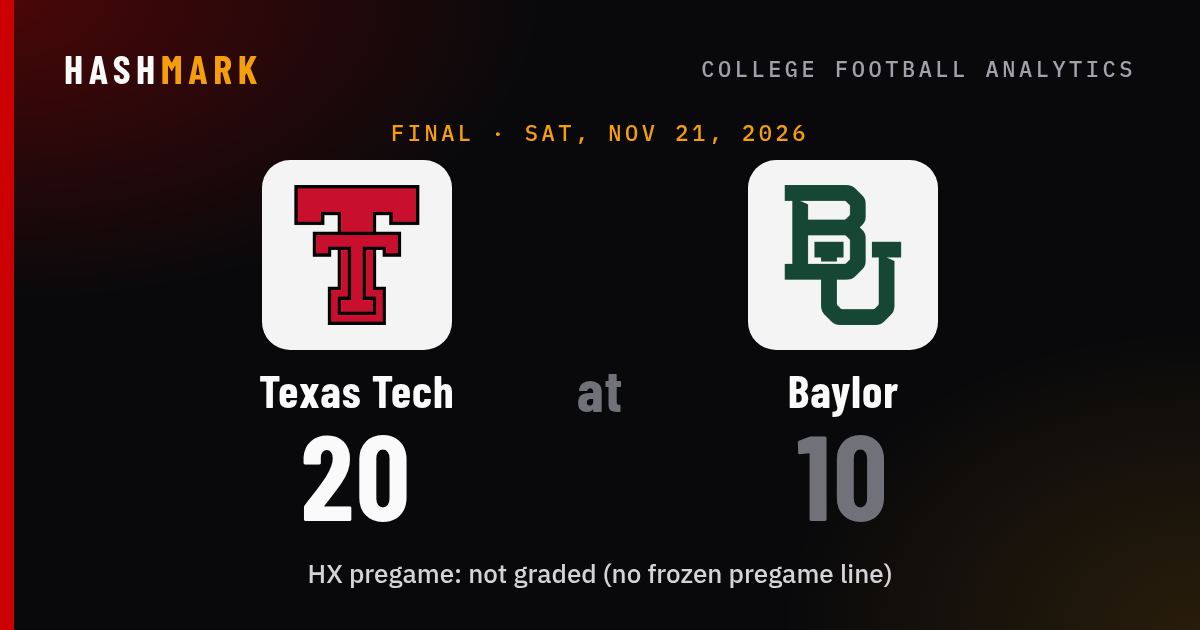 HASHMARK
COLLEGE FOOTBALL ANALYTICS
FINAL · SAT, NOV 21, 2026
Texas Tech
at
Baylor
20
10
HX pregame: not graded (no frozen pregame line)